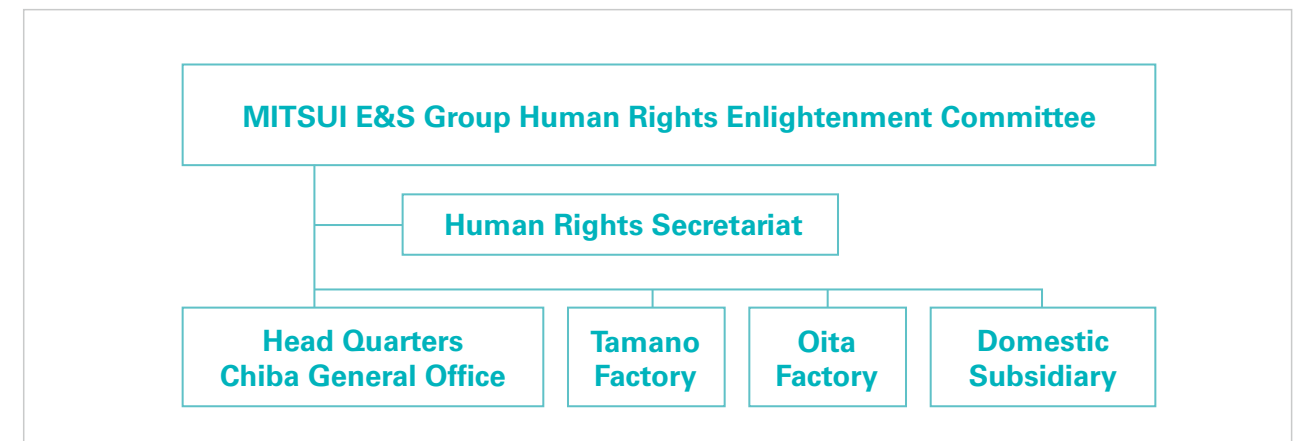 MITSUI E&S Group Human Rights Enlightenment Committee
Human Rights Secretariat
Head Quarters
Chiba General Office
Tamano
Factory
Oita
Factory
Domestic
Subsidiary